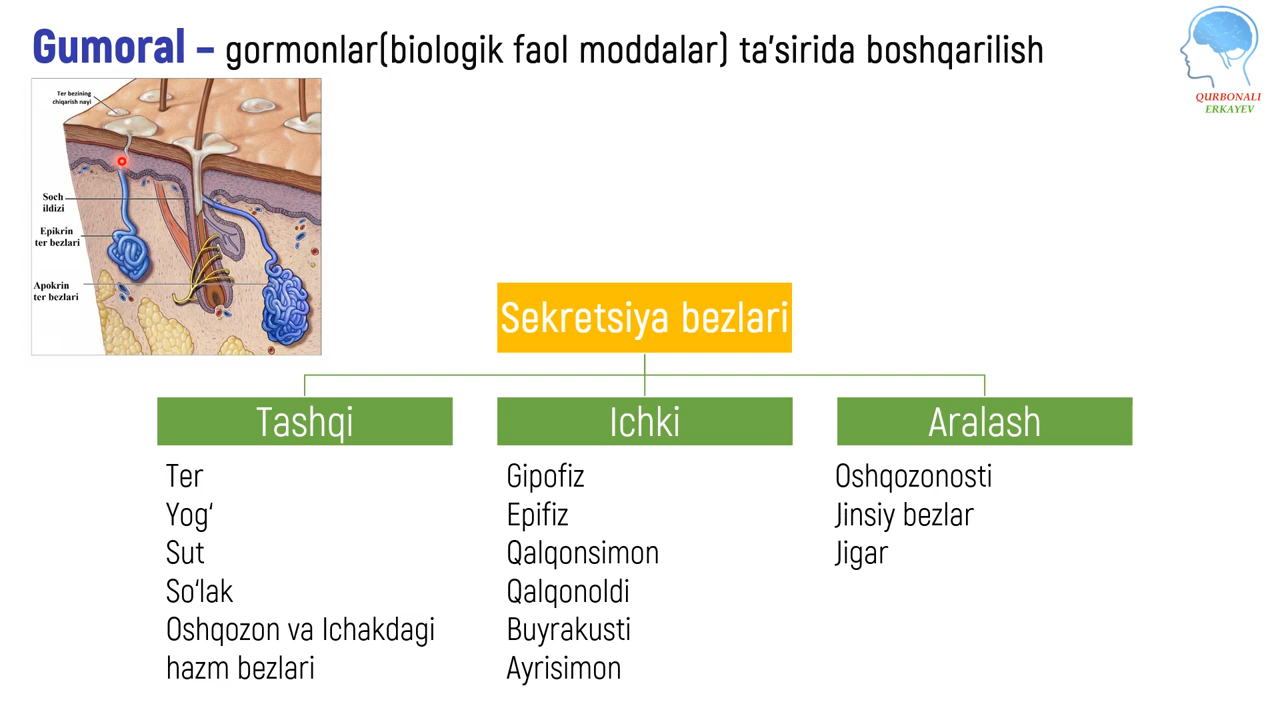 Gumoral – gormonlar(biologik faol moddalar) ta’sirida boshqarilish
QURBONALI
ERKAYEV
Ter bezining
chiqarish nayi
Soch
ildizi
Epikrin
ter bezlari
Apokrin
ter bezlari
Sekretsiya bezlari
Tashqi
Ter
Yog‘
Sut
So‘lak
Oshqozon va Ichakdagi
hazm bezlari
Ichki
Gipofiz
Epifiz
Qalqonsimon
Qalqonoldi
Buyrakusti
Ayrisimon
Aralash
Oshqozonosti
Jinsiy bezlar
Jigar